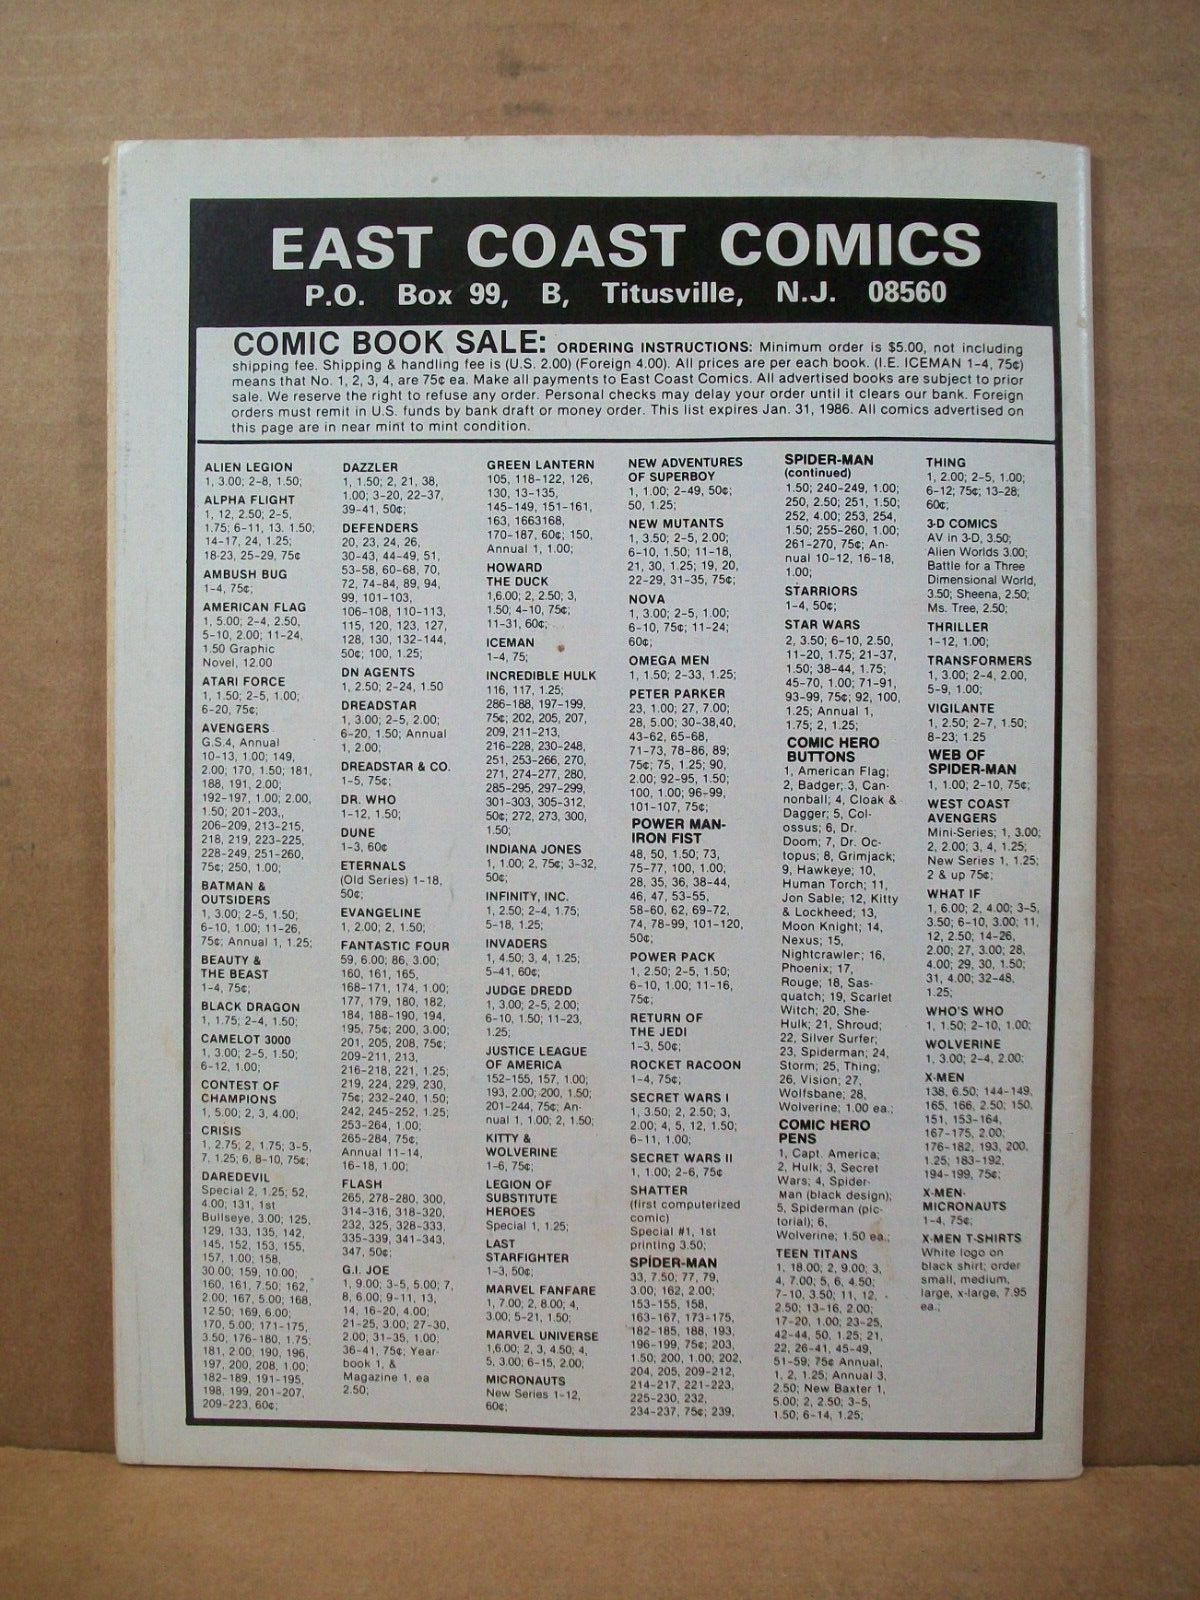 EAST COAST COMICS
P.O. Box 99, B, Titusville, N.J. 08560
COMIC BOOK SALE: ORDERING INSTRUCTIONS: Minimum order is $5.00, not including
shipping fee. Shipping & handling fee is (U.S. 2.00) (Foreign 4.00). All prices are per each book. (I.E. ICEMAN 1-4, 75¢)
means that No. 1, 2, 3, 4, are 75¢ ea. Make all payments to East Coast Comics. All advertised books are subject to prior
sale. We reserve the right to refuse any order. Personal checks may delay your order until it clears our bank. Foreign
orders must remit in U.S. funds by bank draft or money order. This list expires Jan. 31, 1986. All comics advertised on
this page are in near mint to mint condition.
ALIEN LEGION
1, 3.00; 2-8, 1.50;
ALPHA FLIGHT
1, 12, 2.50; 2-5,
1.75; 6-11, 13, 1.50;
14-17, 24, 1.25;
18-23, 25-29, 75¢
AMBUSH BUG
1-4, 75¢;
AMERICAN FLAG
1, 5.00; 2-4, 2.50,
5-10, 2.00; 11-24,
1.50 Graphic
Novel, 12.00
ATARI FORCE
1, 1.50; 2-5, 1.00;
6-20, 75¢;
AVENGERS
G.S.4, Annual
10-13, 1.00; 149,
2.00; 170, 1.50; 181,
188, 191, 2.00;
192-197, 1.00; 2.00,
1.50; 201-203,,
206-209, 213-215,
218, 219, 223-225,
228-249, 251-260,
75¢; 250, 1.00;
BATMAN &
OUTSIDERS
1, 3.00; 2-5, 1.50;
6-10, 1.00; 11-26,
75¢; Annual 1, 1.25;
BEAUTY &
THE BEAST
1-4, 75¢;
BLACK DRAGON
1, 1.75; 2-4, 1.50;
CAMELOT 3000
1, 3.00; 2-5, 1.50;
6-12, 1.00;
CONTEST OF
CHAMPIONS
1, 5.00; 2, 3, 4.00;
CRISIS
1, 2.75; 2, 1.75; 3-5,
7, 1.25; 6, 8-10, 75¢;
DAREDEVIL
Special 2, 1.25; 52,
4.00; 131, 1st
Bullseye, 3.00; 125,
129, 133, 135, 142,
145, 152, 153, 155,
157, 1.00; 158,
30.00; 159, 10.00;
160, 161, 7.50; 162,
2.00; 167, 5.00; 168,
12.50; 169, 6.00;
170, 5.00; 171-175,
3.50; 176-180, 1.75;
181, 2.00; 190, 196,
197, 200, 208, 1.00;
182-189, 191-195,
198, 199, 201-207,
209-223, 60¢;
DAZZLER
1, 1.50; 2, 21, 38,
1.00; 3-20, 22-37,
39-41, 50¢;
DEFENDERS
20, 23, 24, 26,
30-43, 44-49, 51,
53-58, 60-68, 70,
72, 74-84, 89, 94,
99, 101-103,
106-108, 110-113,
115, 120, 123, 127,
128, 130, 132-144,
50¢; 100, 1.25;
DN AGENTS
1, 2.50; 2-24, 1.50
DREADSTAR
1, 3.00; 2-5, 2.00;
6-20, 1.50; Annual
1, 2.00;
DREADSTAR & CO.
1-5, 75¢;
DR. WHO
1-12, 1.50;
DUNE
1-3, 60¢
ETERNALS
(Old Series) 1-18,
50¢;
EVANGELINE
1, 2.00; 2, 1.50;
FANTASTIC FOUR
59, 6.00; 86, 3.00;
160, 161, 165,
168-171, 174, 1.00;
177, 179, 180, 182,
184, 188-190, 194,
195, 75¢; 200, 3.00;
201, 205, 208, 75¢;
209-211, 213,
216-218, 221, 1.25;
219, 224, 229, 230,
75¢; 232-240, 1.50;
242, 245-252, 1.25;
253-264, 1.00;
265-284, 75¢;
Annual 11-14,
16-18, 1.00;
FLASH
265, 278-280, 300,
314-316, 318-320,
232, 325, 328-333,
335-339, 341-343,
347, 50¢;
G.I. JOE
1, 9.00; 3-5, 5.00; 7,
8, 6.00; 9-11, 13,
14, 16-20, 4.00;
21-25, 3.00; 27-30,
2.00; 31-35, 1.00,
36-41, 75¢; Year-
book 1, &
Magazine 1, ea
2.50;
GREEN LANTERN
105, 118-122, 126,
130, 13-135,
145-149, 151-161,
163, 1663168,
170-187, 60¢; 150,
Annual 1, 1.00;
HOWARD
THE DUCK
1,6.00; 2, 2.50; 3,
1.50; 4-10, 75¢;
11-31, 60¢;
ICEMAN
1-4, 75;
INCREDIBLE HULK
116, 117, 1.25;
286-188, 197-199,
75¢; 202, 205, 207,
209, 211-213,
216-228, 230-248,
251, 253-266, 270,
271, 274-277, 280,
285-295, 297-299,
301-303, 305-312,
50¢; 272, 273, 300,
1.50;
INDIANA JONES
1, 1.00; 2, 75¢; 3-32,
50¢;
INFINITY, INC.
1, 2.50; 2-4, 1.75;
5-18, 1.25;
INVADERS
1, 4.50; 3, 4, 1.25;
5-41, 60¢;
JUDGE DREDD
1, 3.00; 2-5, 2.00;
6-10, 1.50; 11-23,
1.25;
JUSTICE LEAGUE
OF AMERICA
152-155, 157, 1.00;
193, 2.00; 200, 1.50;
201-244, 75¢; An-
nual 1, 1.00; 2, 1.50;
KITTY &
WOLVERINE
1-6, 75¢;
LEGION OF
SUBSTITUTE
HEROES
Special 1, 1.25;
LAST
STARFIGHTER
1-3, 50¢;
MARVEL FANFARE
1, 7.00; 2, 8.00; 4,
3.00; 5-21, 1.50;
MARVEL UNIVERSE
1,6.00; 2, 3, 4.50; 4,
5, 3.00; 6-15, 2.00;
MICRONAUTS
New Series 1-12,
60¢;
NEW ADVENTURES
OF SUPERBOY
1, 1.00; 2-49, 50¢;
50, 1.25;
NEW MUTANTS
1, 3.50; 2-5, 2.00;
6-10, 1.50; 11-18,
21, 30, 1.25; 19, 20,
22-29, 31-35, 75¢;
NOVA
1, 3.00; 2-5, 1.00;
6-10, 75¢; 11-24;
60¢;
OMEGA MEN
1, 1.50; 2-33, 1.25;
PETER PARKER
23, 1.00; 27, 7.00;
28, 5.00; 30-38,40,
43-62, 65-68,
71-73, 78-86, 89;
75¢; 75, 1.25; 90,
2.00; 92-95, 1.50;
100, 1.00; 96-99,
101-107, 75¢;
POWER MAN-
IRON FIST
48, 50, 1.50; 73,
75-77, 100, 1.00;
28, 35, 36, 38-44,
46, 47, 53-55,
58-60, 62, 69-72,
74, 78-99, 101-120,
50¢;
POWER PACK
1, 2.50; 2-5, 1.50;
6-10, 1.00; 11-16,
75¢;
RETURN OF
THE JEDI
1-3, 50¢;
ROCKET RACOON
1-4, 75¢;
SECRET WARS I
1, 3.50; 2, 2.50; 3,
2.00; 4, 5, 12, 1.50;
6-11, 1.00;
SECRET WARS II
1, 1.00; 2-6, 75¢
SHATTER
(first computerized
comic)
Special #1, 1st
printing 3.50;
SPIDER-MAN
33, 7.50; 77, 79,
3.00; 162, 2.00;
153-155, 158,
163-167, 173-175,
182-185, 188, 193,
196-199, 75¢; 203,
1.50; 200, 1.00; 202,
204, 205, 209-212,
214-217, 221-223,
225-230, 232,
234-237, 75¢; 239,
SPIDER-MAN
(continued)
1.50; 240-249, 1.00;
250, 2.50; 251, 1.50;
252, 4.00; 253, 254,
1.50; 255-260, 1.00;
261-270, 75¢; An-
nual 10-12, 16-18,
1.00;
STARRIORS
1-4, 50¢;
STAR WARS
2, 3.50; 6-10, 2.50,
11-20, 1.75; 21-37,
1.50; 38-44, 1.75;
45-70, 1.00; 71-91,
93-99, 75¢; 92, 100,
1.25; Annual 1,
1.75; 2, 1.25;
COMIC HERO
BUTTONS
1, American Flag;
2, Badger; 3, Can-
nonball; 4, Cloak &
Dagger; 5, Col-
ossus; 6, Dr.
Doom; 7, Dr. Oc-
topus; 8, Grimjack;
9, Hawkeye; 10,
Human Torch; 11,
Jon Sable; 12, Kitty
& Lockheed; 13,
Moon Knight; 14,
Nexus; 15,
Nightcrawler; 16,
Phoenix; 17,
Rouge; 18, Sas-
quatch; 19, Scarlet
Witch; 20, She-
Hulk; 21, Shroud;
22, Silver Surfer;
23, Spiderman; 24,
Storm; 25, Thing;
26, Vision; 27,
Wolfsbane; 28,
Wolverine; 1.00 ea.;
COMIC HERO
PENS
1, Capt. America;
2, Hulk; 3, Secret
Wars; 4, Spider-
Man (black design);
5, Spiderman (pic-
torial); 6,
Wolverine; 1.50 ea.;
TEEN TITANS
1, 18.00; 2, 9.00; 3,
4, 7.00; 5, 6, 4.50;
7-10, 3.50; 11, 12,
2.50; 13-16, 2.00;
17-20, 1.00; 23-25,
42-44, 50, 1.25; 21,
22, 26-41, 45-49,
51-59; 75¢ Annual,
1, 2, 1.25; Annual 3,
2.50; New Baxter 1,
5.00; 2, 2.50; 3-5,
1.50; 6-14, 1.25;
THING
1, 2.00; 2-5, 1.00;
6-12; 75¢; 13-28;
60¢;
3-D COMICS
AV in 3-D, 3.50;
Alien Worlds 3.00;
Battle for a Three
Dimensional World,
3.50; Sheena, 2.50;
Ms. Tree, 2.50;
THRILLER
1-12, 1.00;
TRANSFORMERS
1, 3.00; 2-4, 2.00,
5-9, 1.00;
VIGILANTE
1, 2.50; 2-7, 1.50;
8-23, 1.25
WEB OF
SPIDER-MAN
1, 1.00; 2-10, 75¢;
WEST COAST
AVENGERS
Mini-Series; 1, 3.00;
2, 2.00; 3, 4, 1.25;
New Series 1, 1.25;
2 & up 75¢;
WHAT IF
1, 6.00; 2, 4.00; 3-5,
3.50; 6-10, 3.00; 11,
12, 2.50; 14-26,
2.00; 27, 3.00; 28,
4.00; 29, 30, 1.50;
31, 4.00; 32-48,
1.25;
WHO'S WHO
1, 1.50; 2-10, 1.00;
WOLVERINE
1, 3.00; 2-4, 2.00;
X-MEN
138, 6.50; 144-149,
165, 166, 2.50; 150,
151, 153-164,
167-175, 2.00;
176-182, 193, 200,
1.25; 183-192,
194-199, 75¢;
X-MEN-
MICRONAUTS
1-4, 75¢;
X-MEN T-SHIRTS
White logo on
black shirt; order
small, medium,
large, x-large, 7.95
ea.;